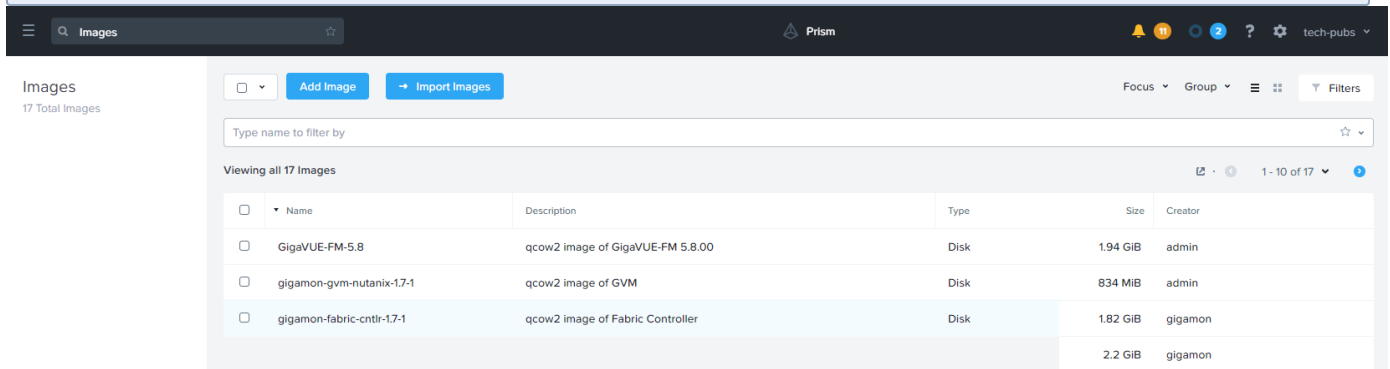 Images
Prism
11
2
?
tech-pubs
Images
17 Total Images
Add Image
Import Images
Focus
Group
Filters
Type name to filter by
Viewing all 17 Images
1 - 10 of 17
Name Description Type Size Creator
GigaVUE-FM-5.8 qcow2 image of GigaVUE-FM 5.8.00 Disk 1.94 GiB admin
gigamon-gvm-nutanix-1.7-1 qcow2 image of GVM Disk 834 MiB admin
gigamon-fabric-cntlr-1.7-1 qcow2 image of Fabric Controller Disk 1.82 GiB gigamon
2.2 GiB gigamon